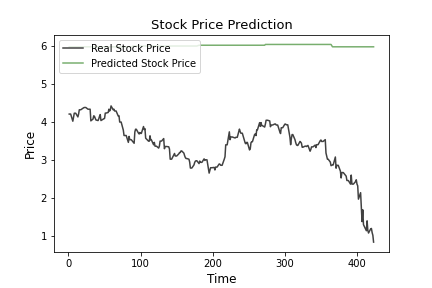 Stock Price Prediction
Real Stock Price
Predicted Stock Price
6
5
4
3
2
1
Price
0
100
200
300
400
Time